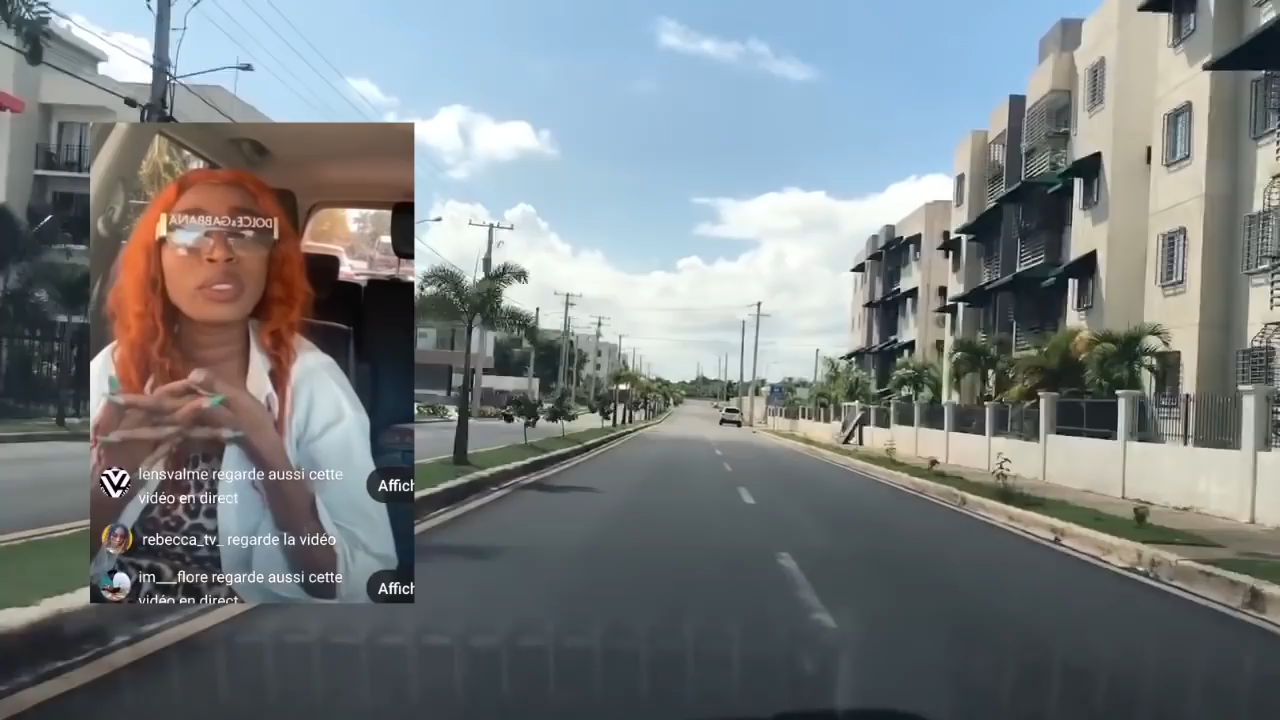 DOLCE&GABBANA
lensvalme regarde aussi cette
vidéo en direct
Affich
rebecca_tv_ regarde la vidéo
im___flore regarde aussi cette
vidéo en direct
Affich